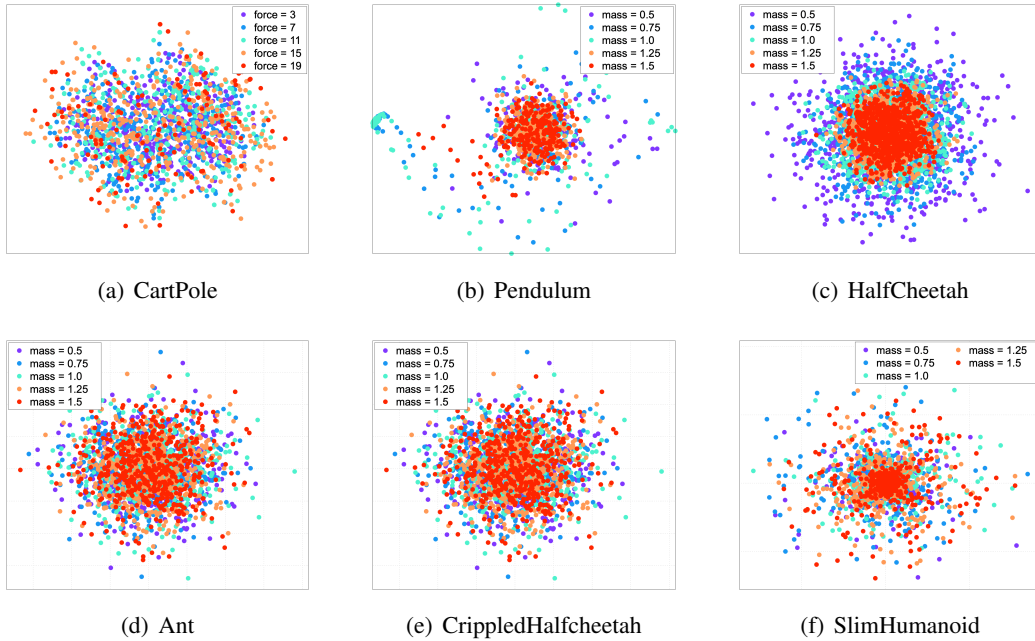 force = 3
force = 7
force = 11
force = 15
force = 19
(a) CartPole
mass = 0.5
mass = 0.75
mass = 1.0
mass = 1.25
mass = 1.5
(b) Pendulum
mass = 0.5
mass = 0.75
mass = 1.0
mass = 1.25
mass = 1.5
(c) HalfCheetah
mass = 0.5
mass = 0.75
mass = 1.0
mass = 1.25
mass = 1.5
(d) Ant
mass = 0.5
mass = 0.75
mass = 1.0
mass = 1.25
mass = 1.5
(e) CrippledHalfcheetah
mass = 0.5 mass = 1.25
mass = 0.75 mass = 1.5
mass = 1.0
(f) SlimHumanoid